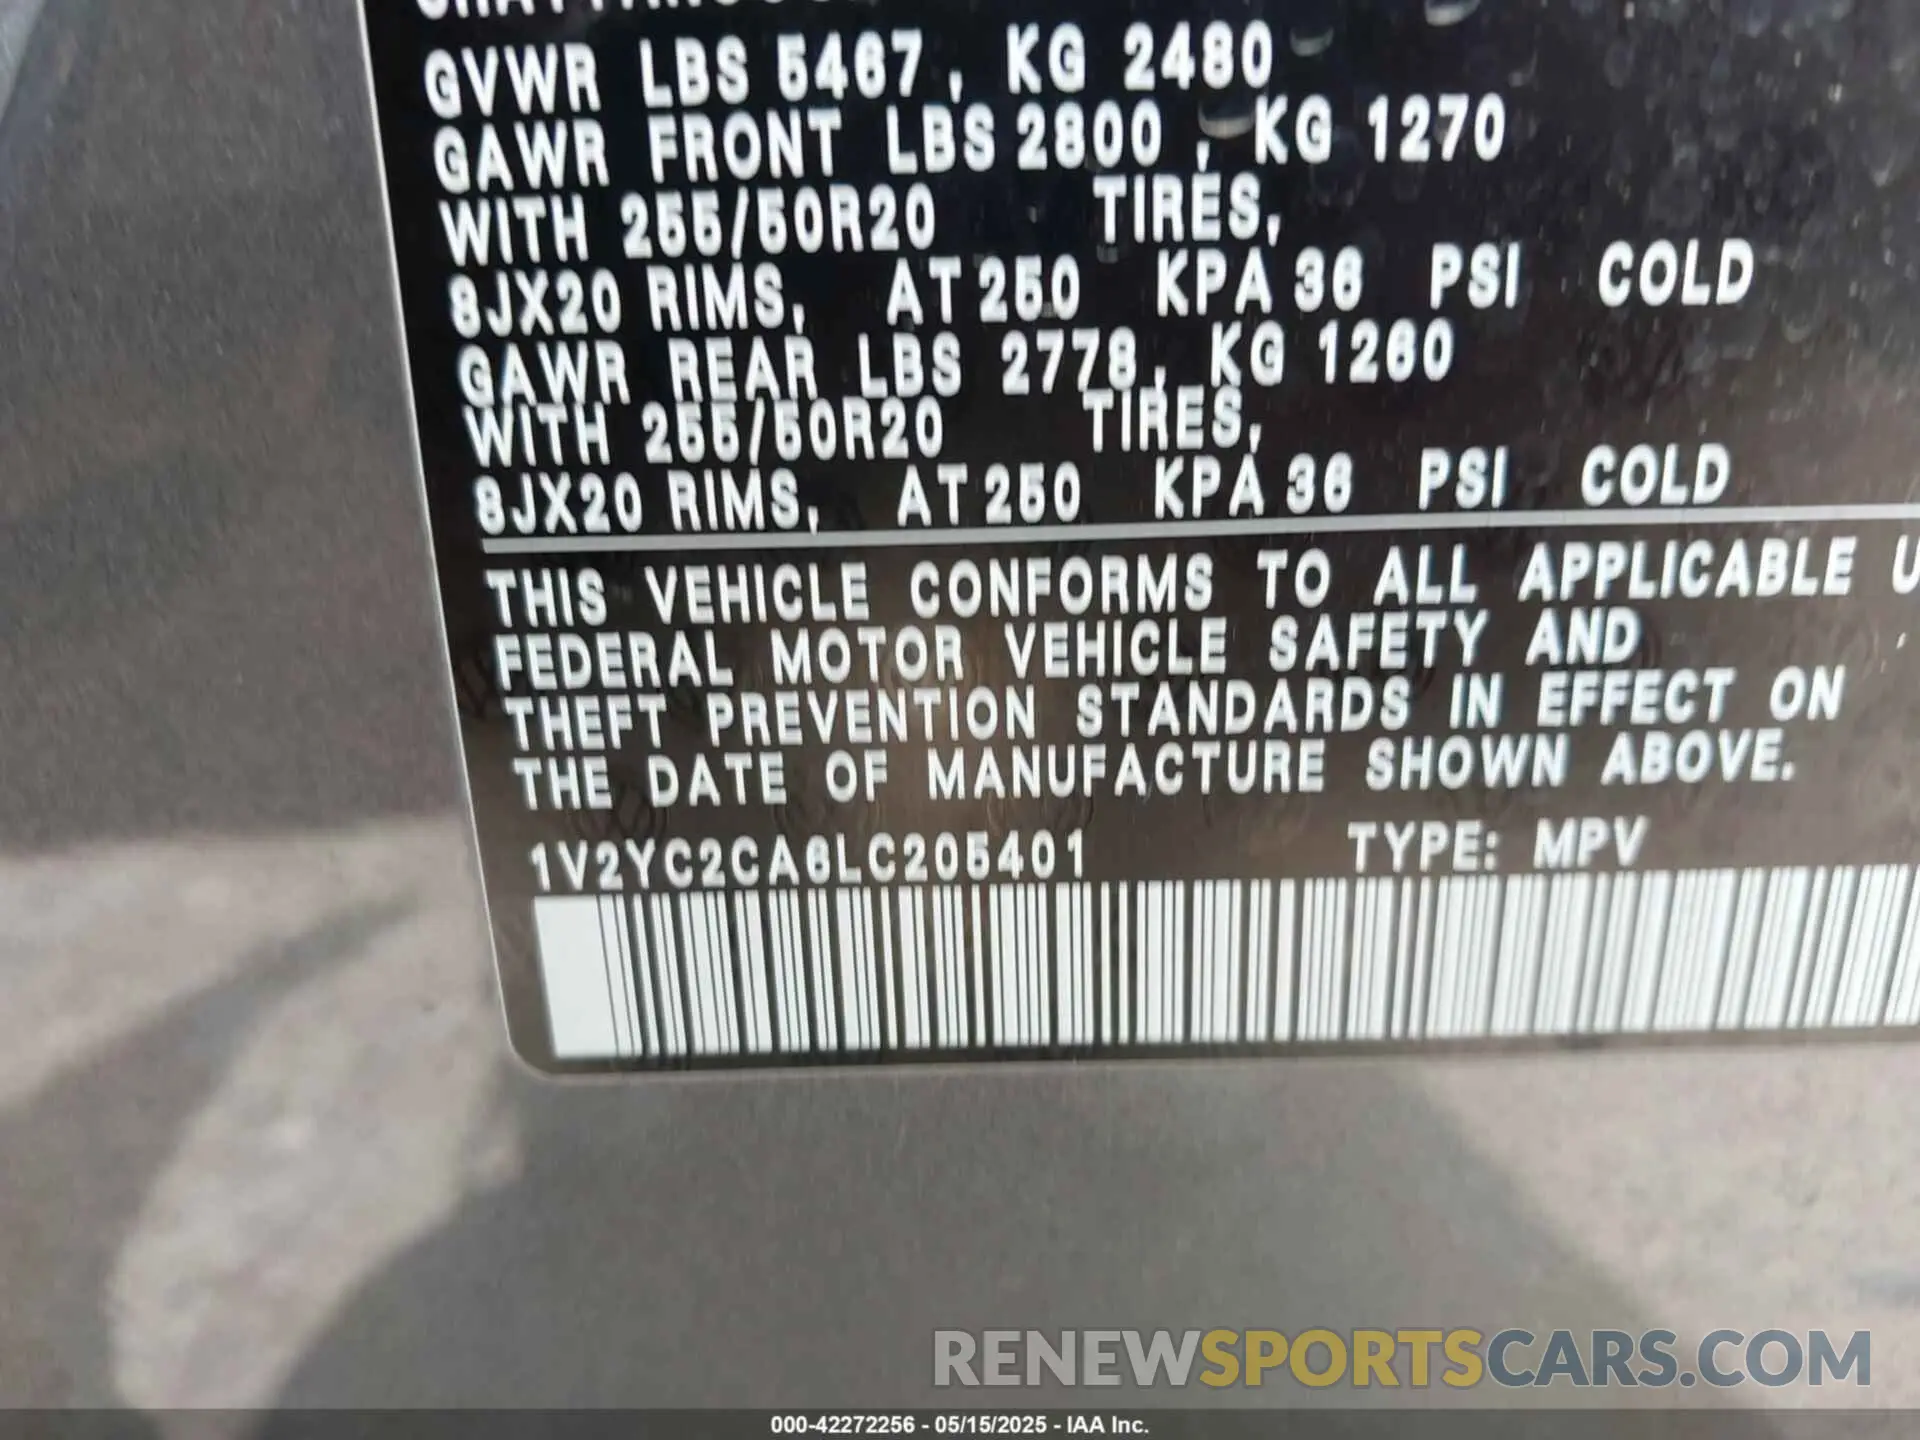 GVWR LBS 5467, KG 2480
GAWR FRONT LBS 2800, KG 1270
WITH 255/50R20 TIRES,
8JX20 RIMS, AT 250 KPA 36 PSI COLD
GAWR REAR LBS 2778, KG 1260
WITH 255/50R20 TIRES,
8JX20 RIMS, AT 250 KPA 36 PSI COLD
THIS VEHICLE CONFORMS TO ALL APPLICABLE U
FEDERAL MOTOR VEHICLE SAFETY AND
THEFT PREVENTION STANDARDS IN EFFECT ON
THE DATE OF MANUFACTURE SHOWN ABOVE.
1V2YC2CA6LC205401 TYPE: MPV
RENEWSPORTSCARS.COM
000-42272256 - 05/15/2025 - IAA Inc.